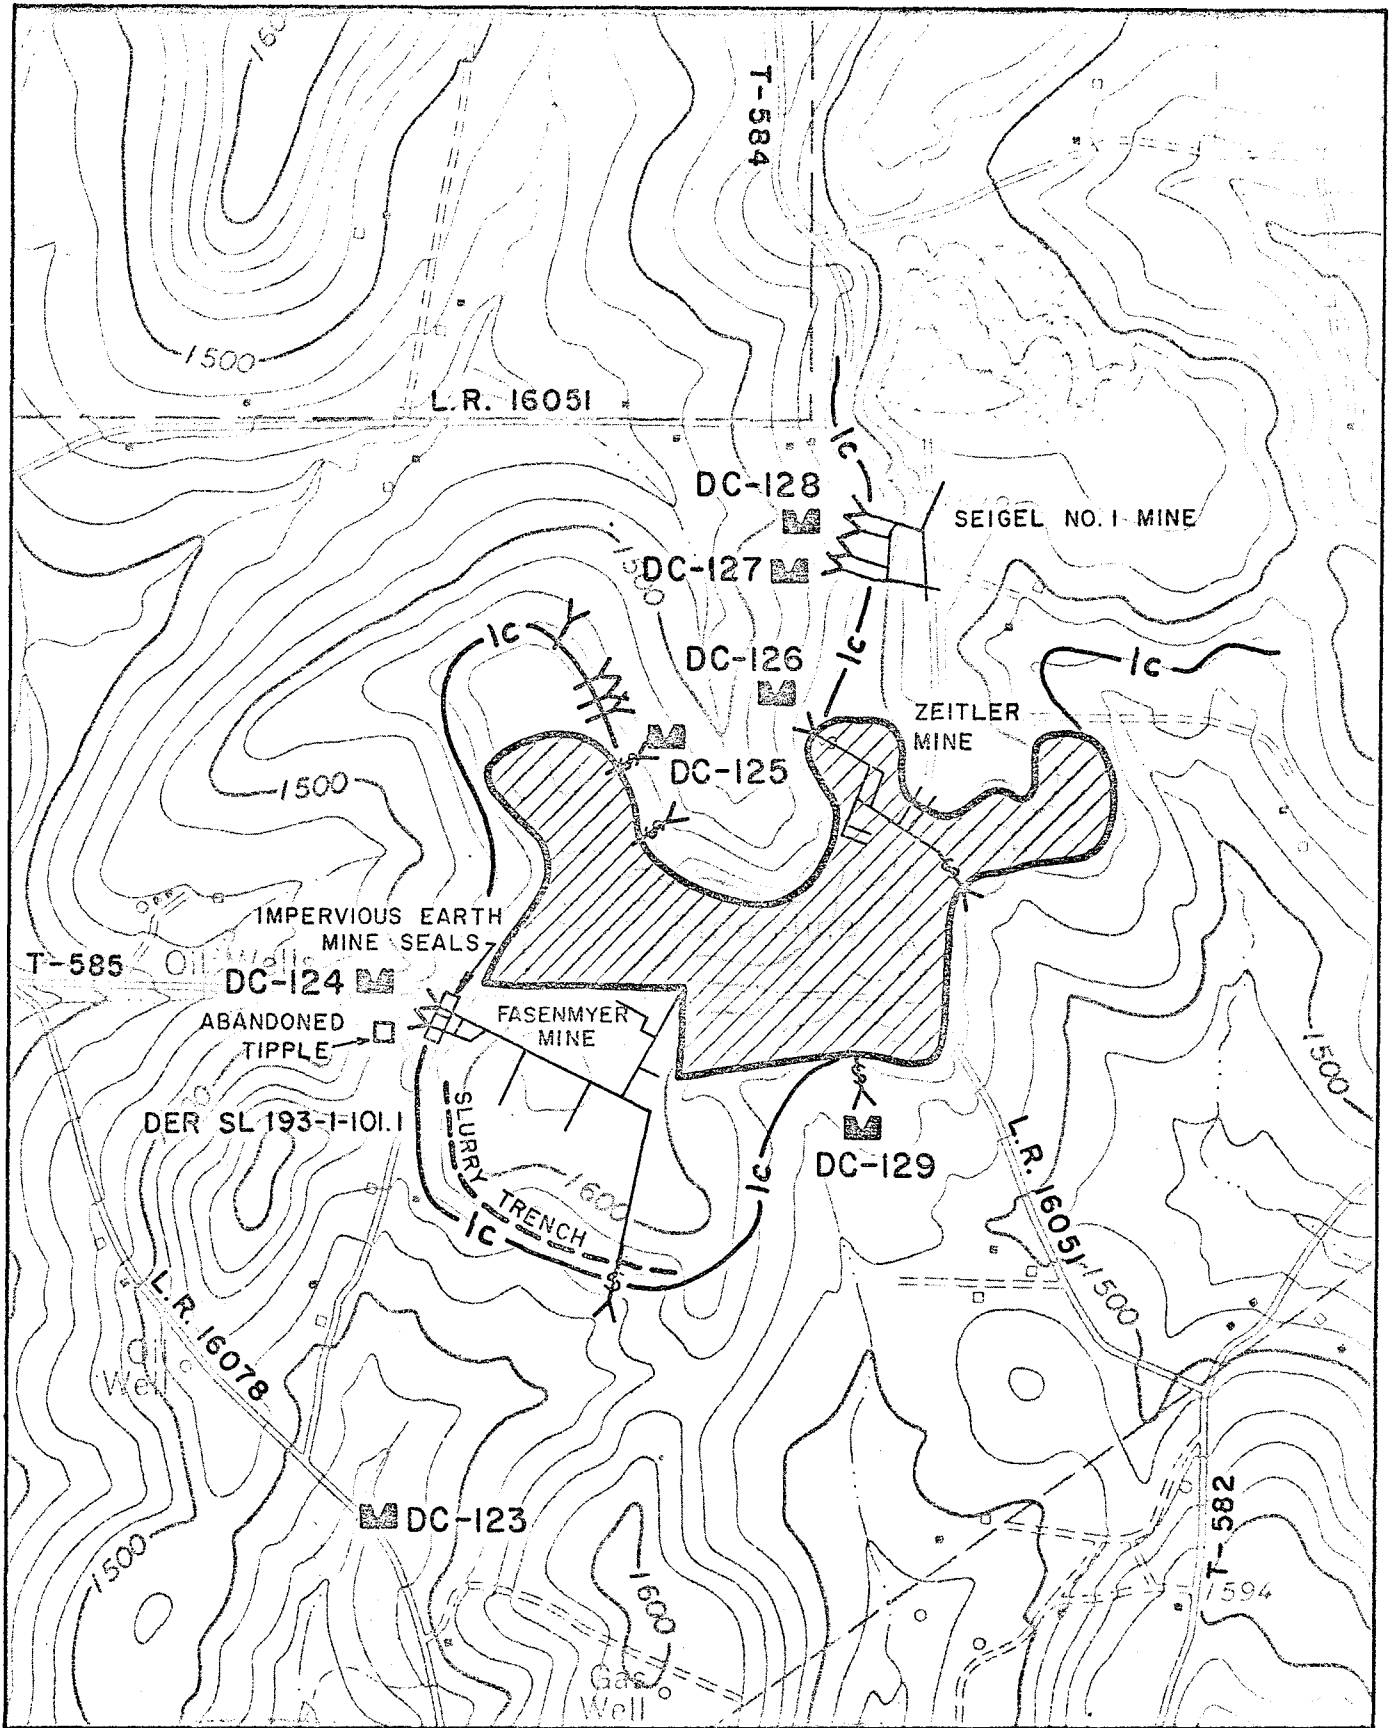 T-584
1500
L.R. 16051
1c
DC-128
SEIGEL NO. 1 MINE
DC-127
1500
1c
1c
DC-126
1c
ZEITLER
MINE
DC-125
1500
IMPERVIOUS EARTH
MINE SEALS
T-585
Oil Wells
DC-124
FASENMYER
MINE
ABANDONED
TIPPLE
DER SL 193-1-101.1
SLURRY
TRENCH
1600
1c
1c
DC-129
1500
L.R. 16051
1500
L.R. 16078
Oil
Well
DC-123
1500
1600
T-582
1594
Gas
Well